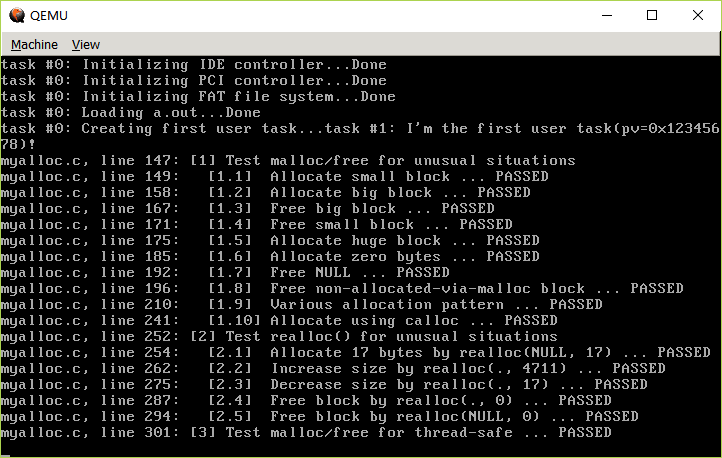 QEMU
Machine View
task #0: Initializing IDE controller...Done
task #0: Initializing PCI controller...Done
task #0: Initializing FAT file system...Done
task #0: Loading a.out...Done
task #0: Creating first user task...task #1: I'm the first user task(pv=0x123456
78)!
myalloc.c, line 147: [1] Test malloc/free for unusual situations
myalloc.c, line 149:   [1.1]  Allocate small block ... PASSED
myalloc.c, line 158:   [1.2]  Allocate big block ... PASSED
myalloc.c, line 167:   [1.3]  Free big block ... PASSED
myalloc.c, line 171:   [1.4]  Free small block ... PASSED
myalloc.c, line 175:   [1.5]  Allocate huge block ... PASSED
myalloc.c, line 185:   [1.6]  Allocate zero bytes ... PASSED
myalloc.c, line 192:   [1.7]  Free NULL ... PASSED
myalloc.c, line 196:   [1.8]  Free non-allocated-via-malloc block ... PASSED
myalloc.c, line 210:   [1.9]  Various allocation pattern ... PASSED
myalloc.c, line 241:   [1.10] Allocate using calloc ... PASSED
myalloc.c, line 252: [2] Test realloc() for unusual situations
myalloc.c, line 254:   [2.1]  Allocate 17 bytes by realloc(NULL, 17) ... PASSED
myalloc.c, line 262:   [2.2]  Increase size by realloc(., 4711) ... PASSED
myalloc.c, line 275:   [2.3]  Decrease size by realloc(., 17) ... PASSED
myalloc.c, line 287:   [2.4]  Free block by realloc(., 0) ... PASSED
myalloc.c, line 294:   [2.5]  Free block by realloc(NULL, 0) ... PASSED
myalloc.c, line 301: [3] Test malloc/free for thread-safe ... PASSED